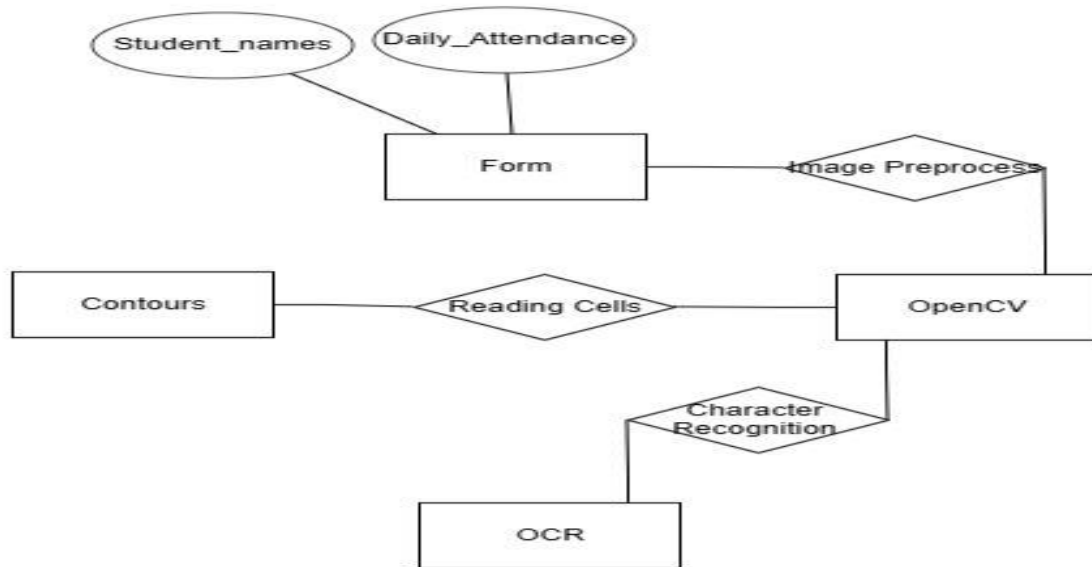 Student_names
Daily_Attendance
Form
Image Preprocess
Contours
Reading Cells
OpenCV
Character
Recognition
OCR